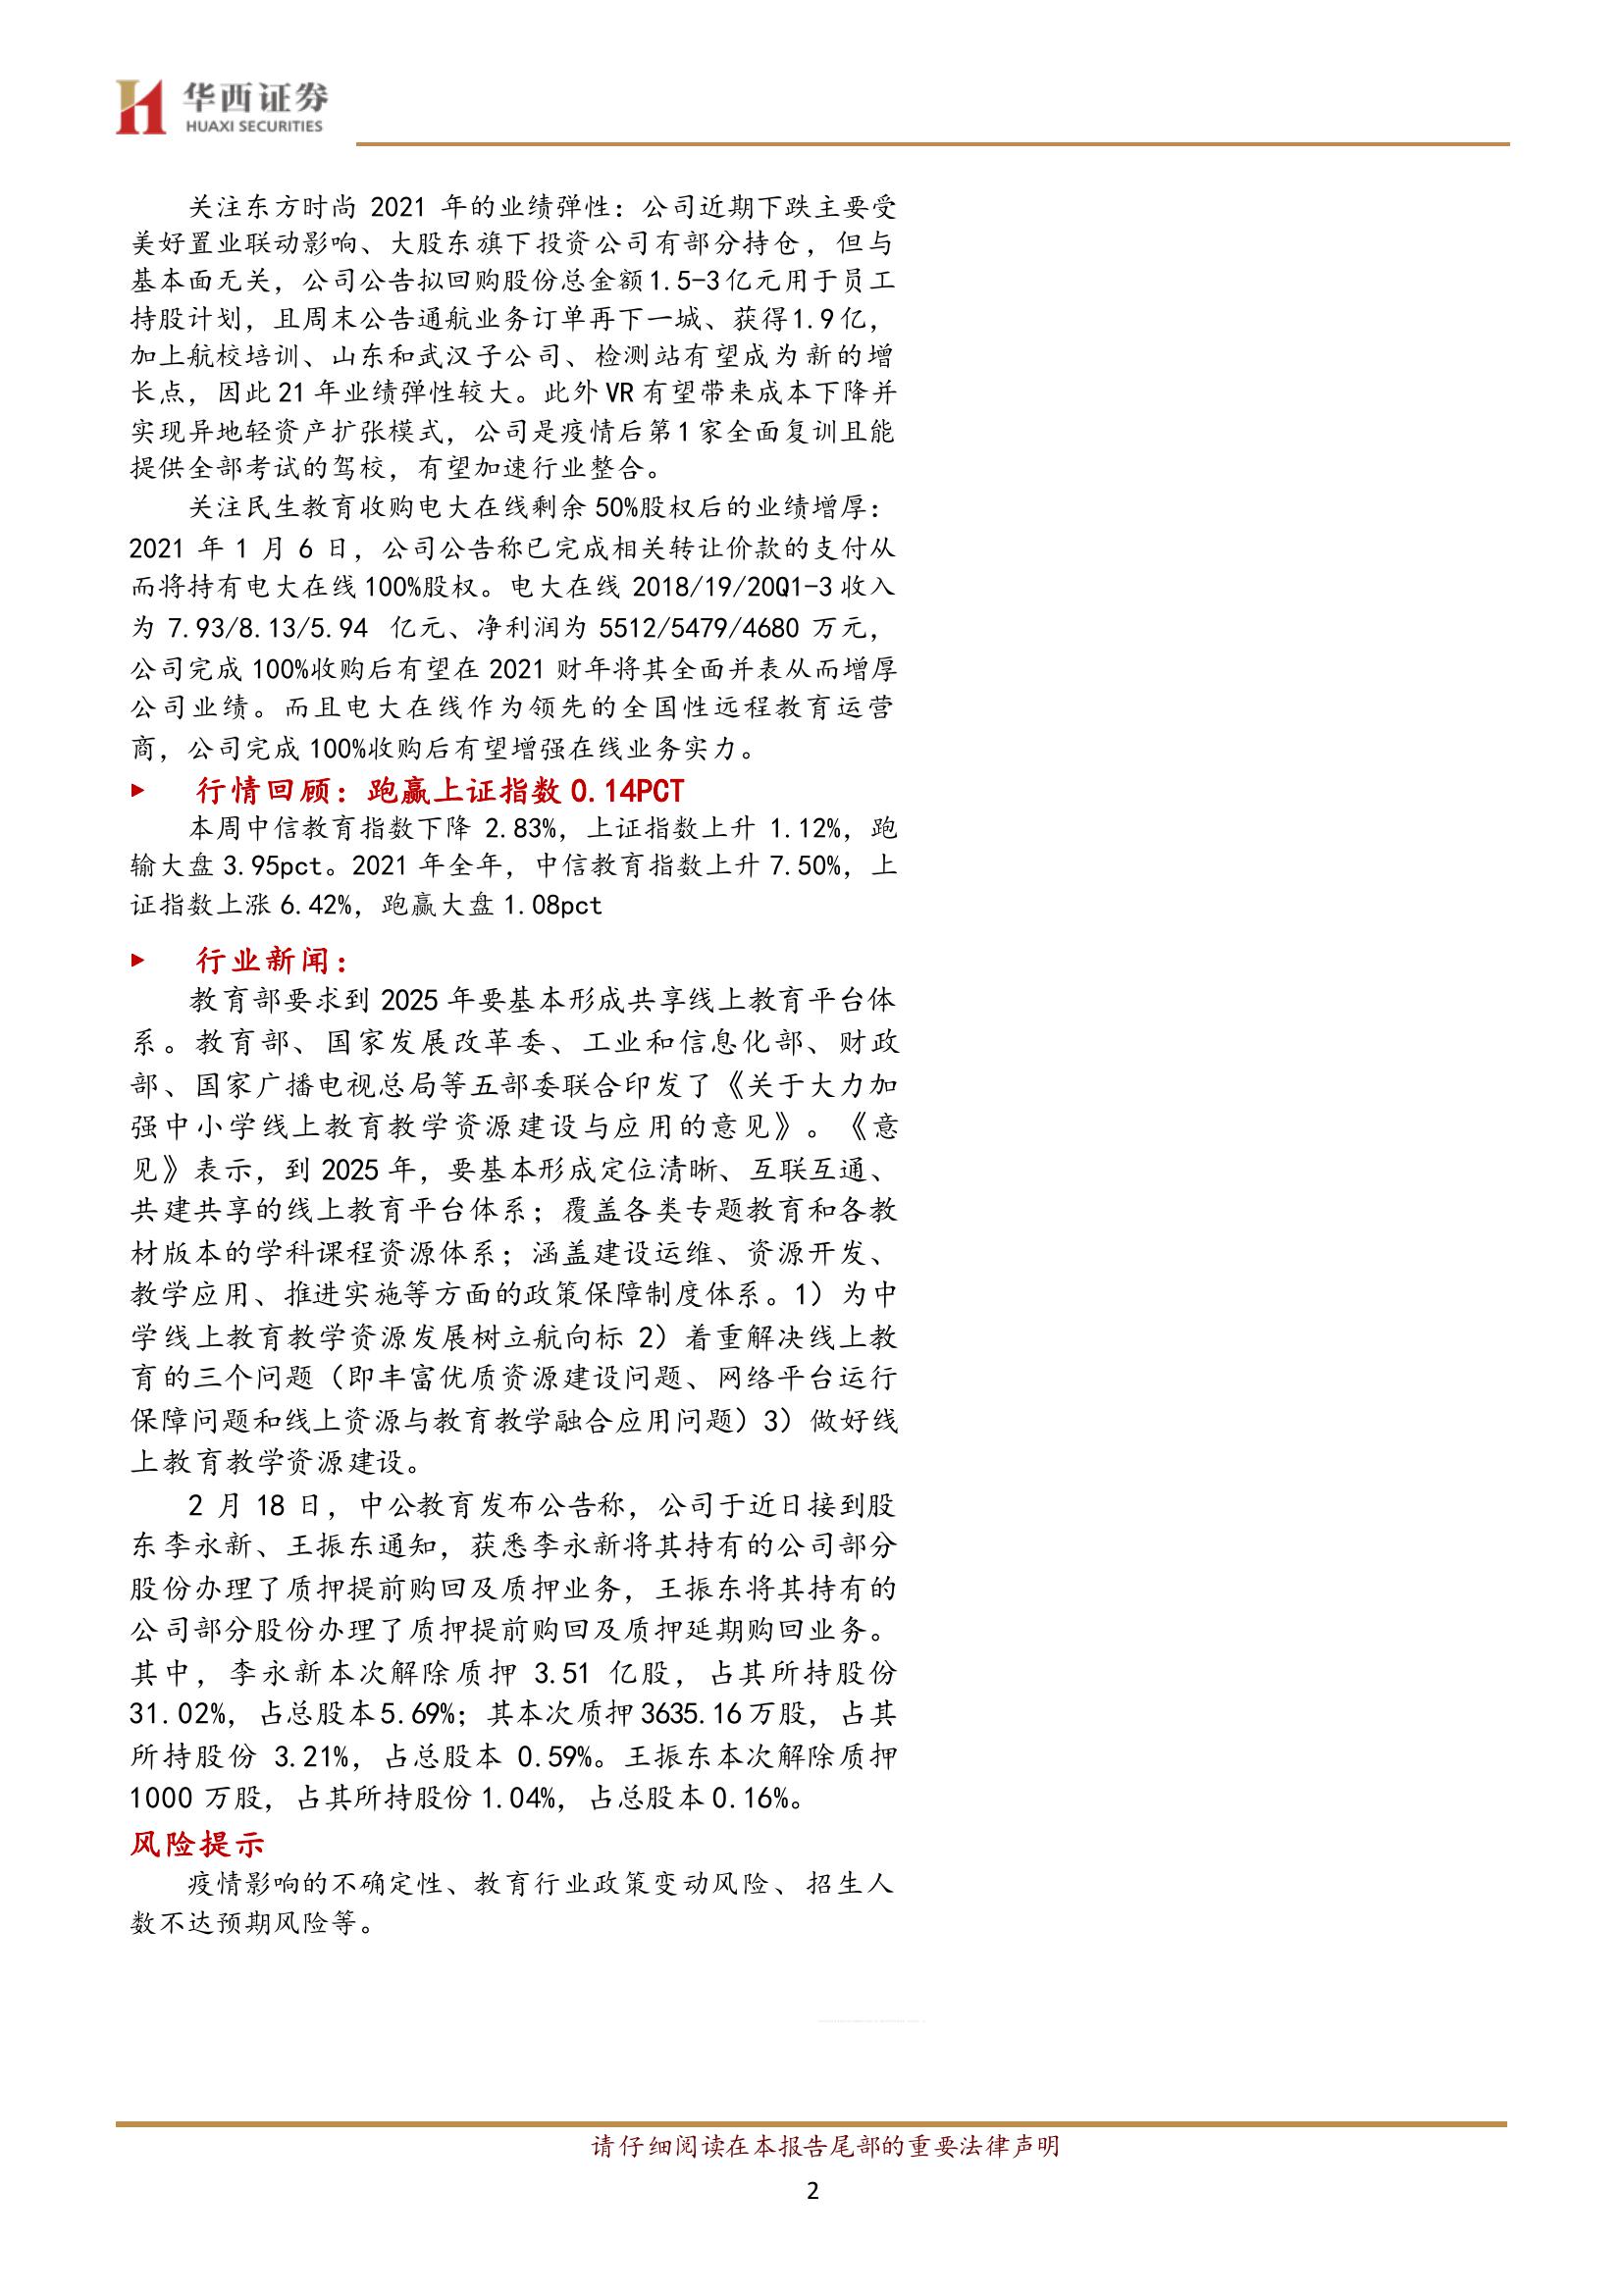 华西证券
HUAXI SECURITIES
关注东方时尚 2021 年的业绩弹性：公司近期下跌主要受
美好置业联动影响、大股东旗下投资公司有部分持仓，但与
基本面无关，公司公告拟回购股份总金额 1.5-3 亿元用于员工
持股计划，且周末公告通航业务订单再下一城、获得 1.9 亿，
加上航校培训、山东和武汉子公司、检测站有望成为新的增
长点，因此 21 年业绩弹性较大。此外 VR 有望带来成本下降并
实现异地轻资产扩张模式，公司是疫情后第 1 家全面复训且能
提供全部考试的驾校，有望加速行业整合。
关注民生教育收购电大在线剩余 50%股权后的业绩增厚：
2021 年 1 月 6 日，公司公告称已完成相关转让价款的支付从
而将持有电大在线 100%股权。电大在线 2018/19/20Q1-3 收入
为 7.93/8.13/5.94 亿元、净利润为 5512/5479/4680 万元，
公司完成 100%收购后有望在 2021 财年将其全面并表从而增厚
公司业绩。而且电大在线作为领先的全国性远程教育运营
商，公司完成 100%收购后有望增强在线业务实力。
▶ 行情回顾：跑赢上证指数 0.14PCT
本周中信教育指数下降 2.83%，上证指数上升 1.12%，跑
输大盘 3.95pct。2021 年全年，中信教育指数上升 7.50%，上
证指数上涨 6.42%，跑赢大盘 1.08pct
▶ 行业新闻：
教育部要求到 2025 年要基本形成共享线上教育平台体
系。教育部、国家发展改革委、工业和信息化部、财政
部、国家广播电视总局等五部委联合印发了《关于大力加
强中小学线上教育教学资源建设与应用的意见》。《意
见》表示，到 2025 年，要基本形成定位清晰、互联互通、
共建共享的线上教育平台体系；覆盖各类专题教育和各教
材版本的学科课程资源体系；涵盖建设运维、资源开发、
教学应用、推进实施等方面的政策保障制度体系。1）为中
学线上教育教学资源发展树立航向标 2）着重解决线上教
育的三个问题（即丰富优质资源建设问题、网络平台运行
保障问题和线上资源与教育教学融合应用问题）3）做好线
上教育教学资源建设。
2 月 18 日，中公教育发布公告称，公司于近日接到股
东李永新、王振东通知，获悉李永新将其持有的公司部分
股份办理了质押提前购回及质押业务，王振东将其持有的
公司部分股份办理了质押提前购回及质押延期购回业务。
其中，李永新本次解除质押 3.51 亿股，占其所持股份
31.02%，占总股本 5.69%；其本次质押 3635.16 万股，占其
所持股份 3.21%，占总股本 0.59%。王振东本次解除质押
1000 万股，占其所持股份 1.04%，占总股本 0.16%。
风险提示
疫情影响的不确定性、教育行业政策变动风险、招生人
数不达预期风险等。
请仔细阅读在本报告尾部的重要法律声明
2